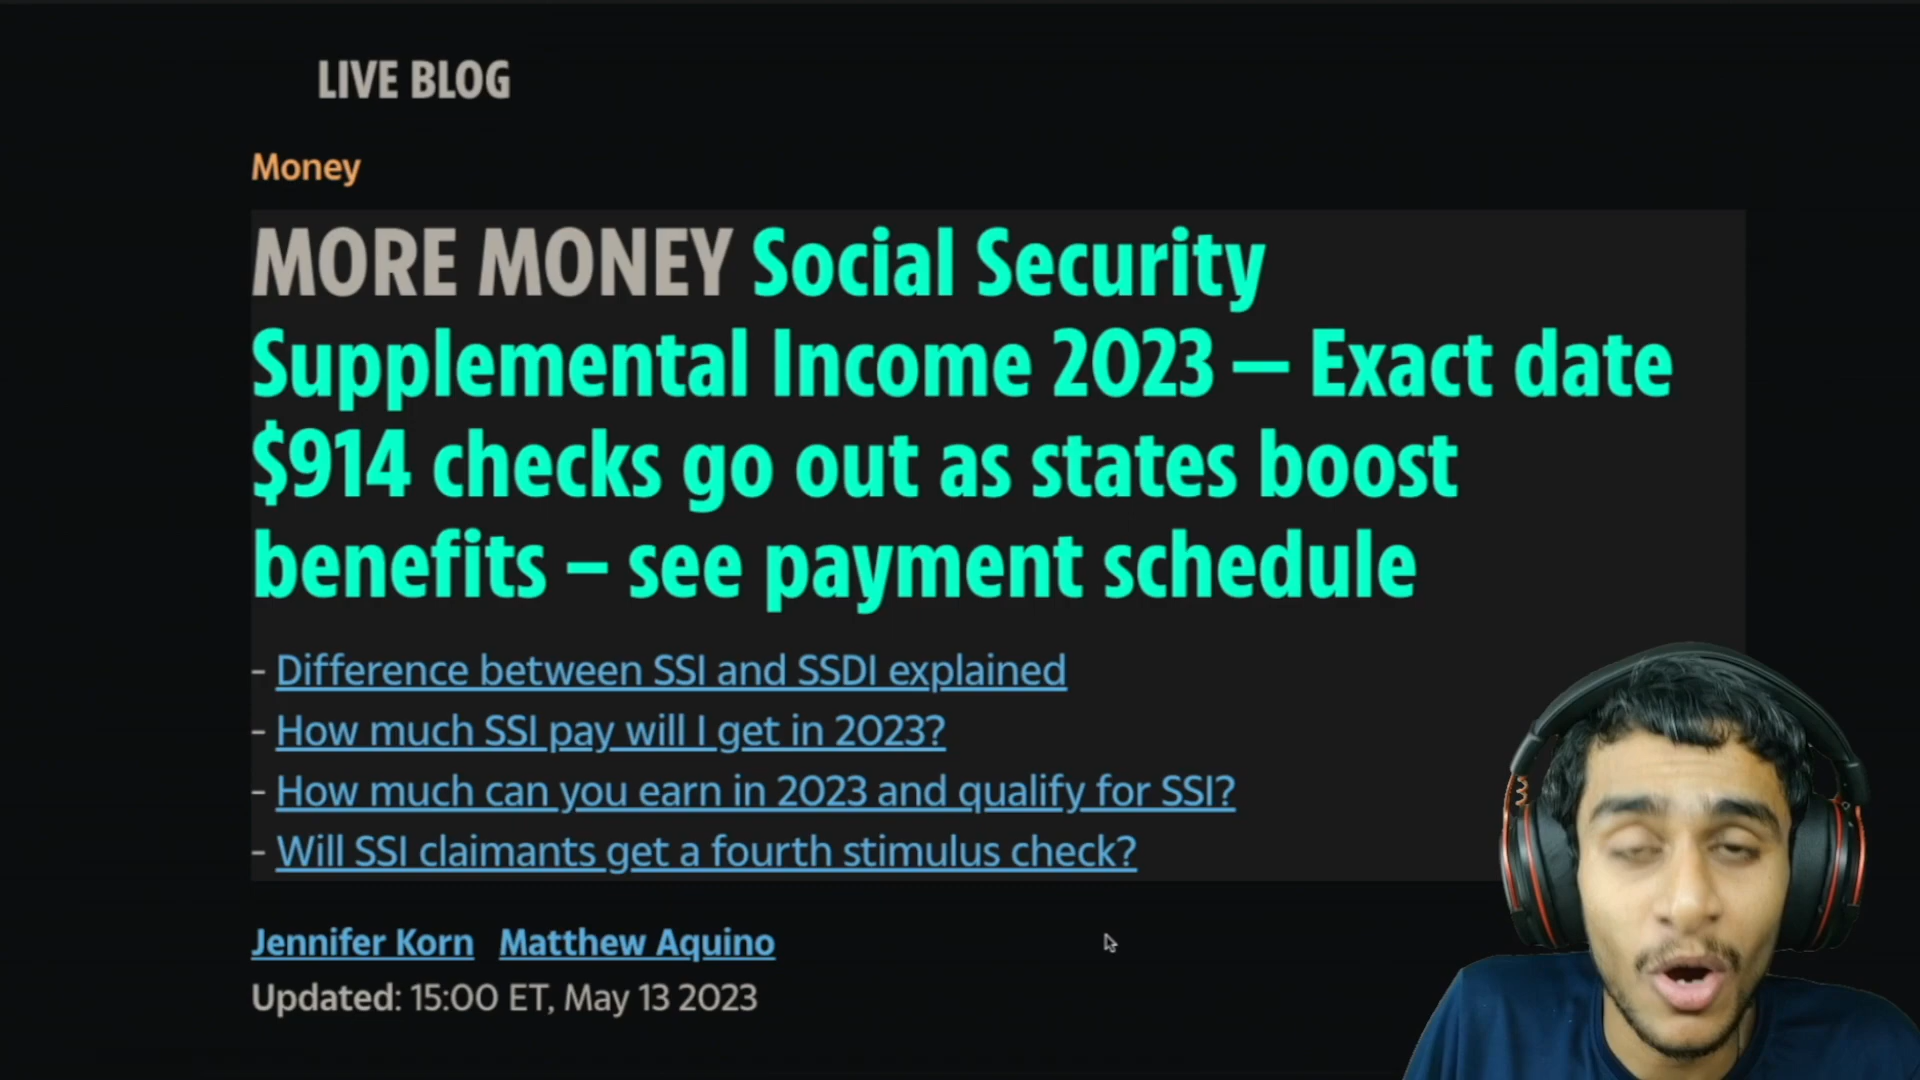 LIVE BLOG
Money
MORE MONEY Social Security
Supplemental Income 2023 — Exact date
$914 checks go out as states boost
benefits – see payment schedule
- Difference between SSI and SSDI explained
- How much SSI pay will I get in 2023?
- How much can you earn in 2023 and qualify for SSI?
- Will SSI claimants get a fourth stimulus check?
Jennifer Korn Matthew Aquino
Updated: 15:00 ET, May 13 2023